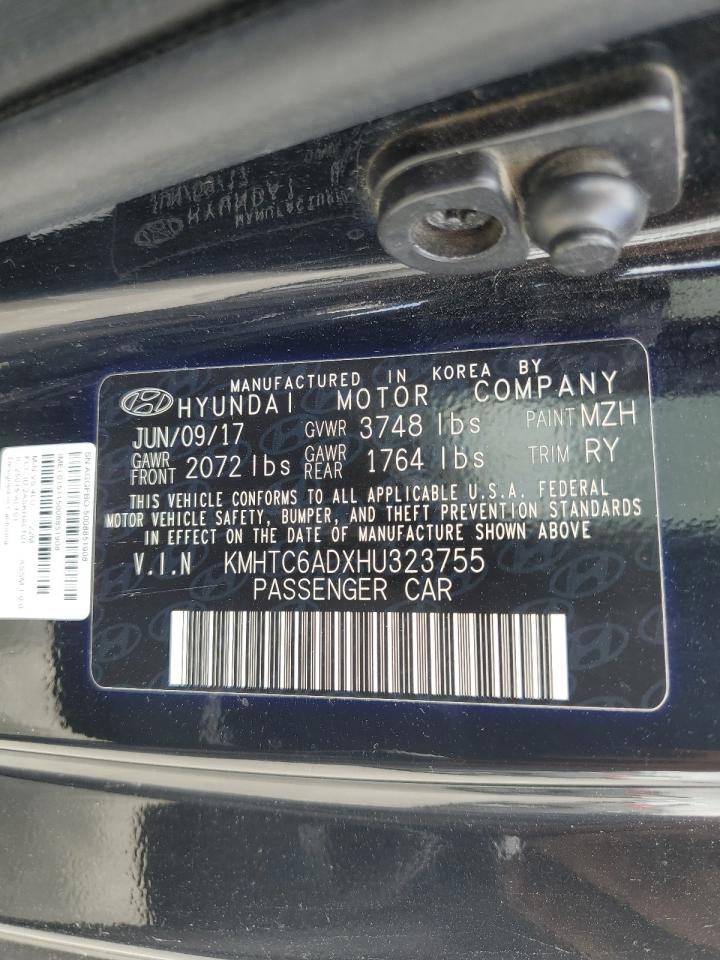 MANUFACTURED IN KOREA BY
HYUNDAI MOTOR COMPANY
JUN/09/17 GVWR 3748 lbs PAINT MZH
GAWR FRONT 2072 lbs GAWR REAR 1764 lbs TRIM RY
THIS VEHICLE CONFORMS TO ALL APPLICABLE U.S.A. FEDERAL
MOTOR VEHICLE SAFETY, BUMPER, AND THEFT PREVENTION STANDARDS
IN EFFECT ON THE DATE OF MANUFACTURE SHOWN ABOVE.
V.I.N KMHTC6ADXHU323755
PASSENGER CAR